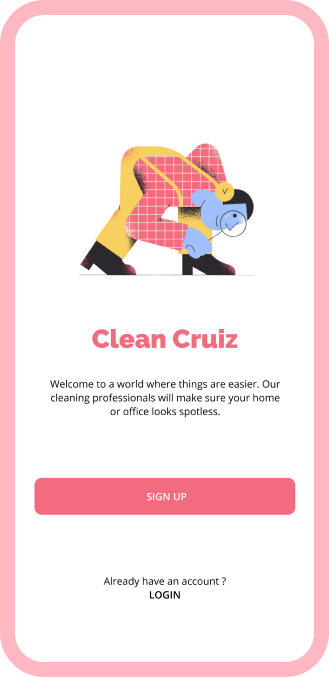 Clean Cruiz
Welcome to a world where things are easier. Our
cleaning professionals will make sure your home
or office looks spotless.
SIGN UP
Already have an account ?
LOGIN